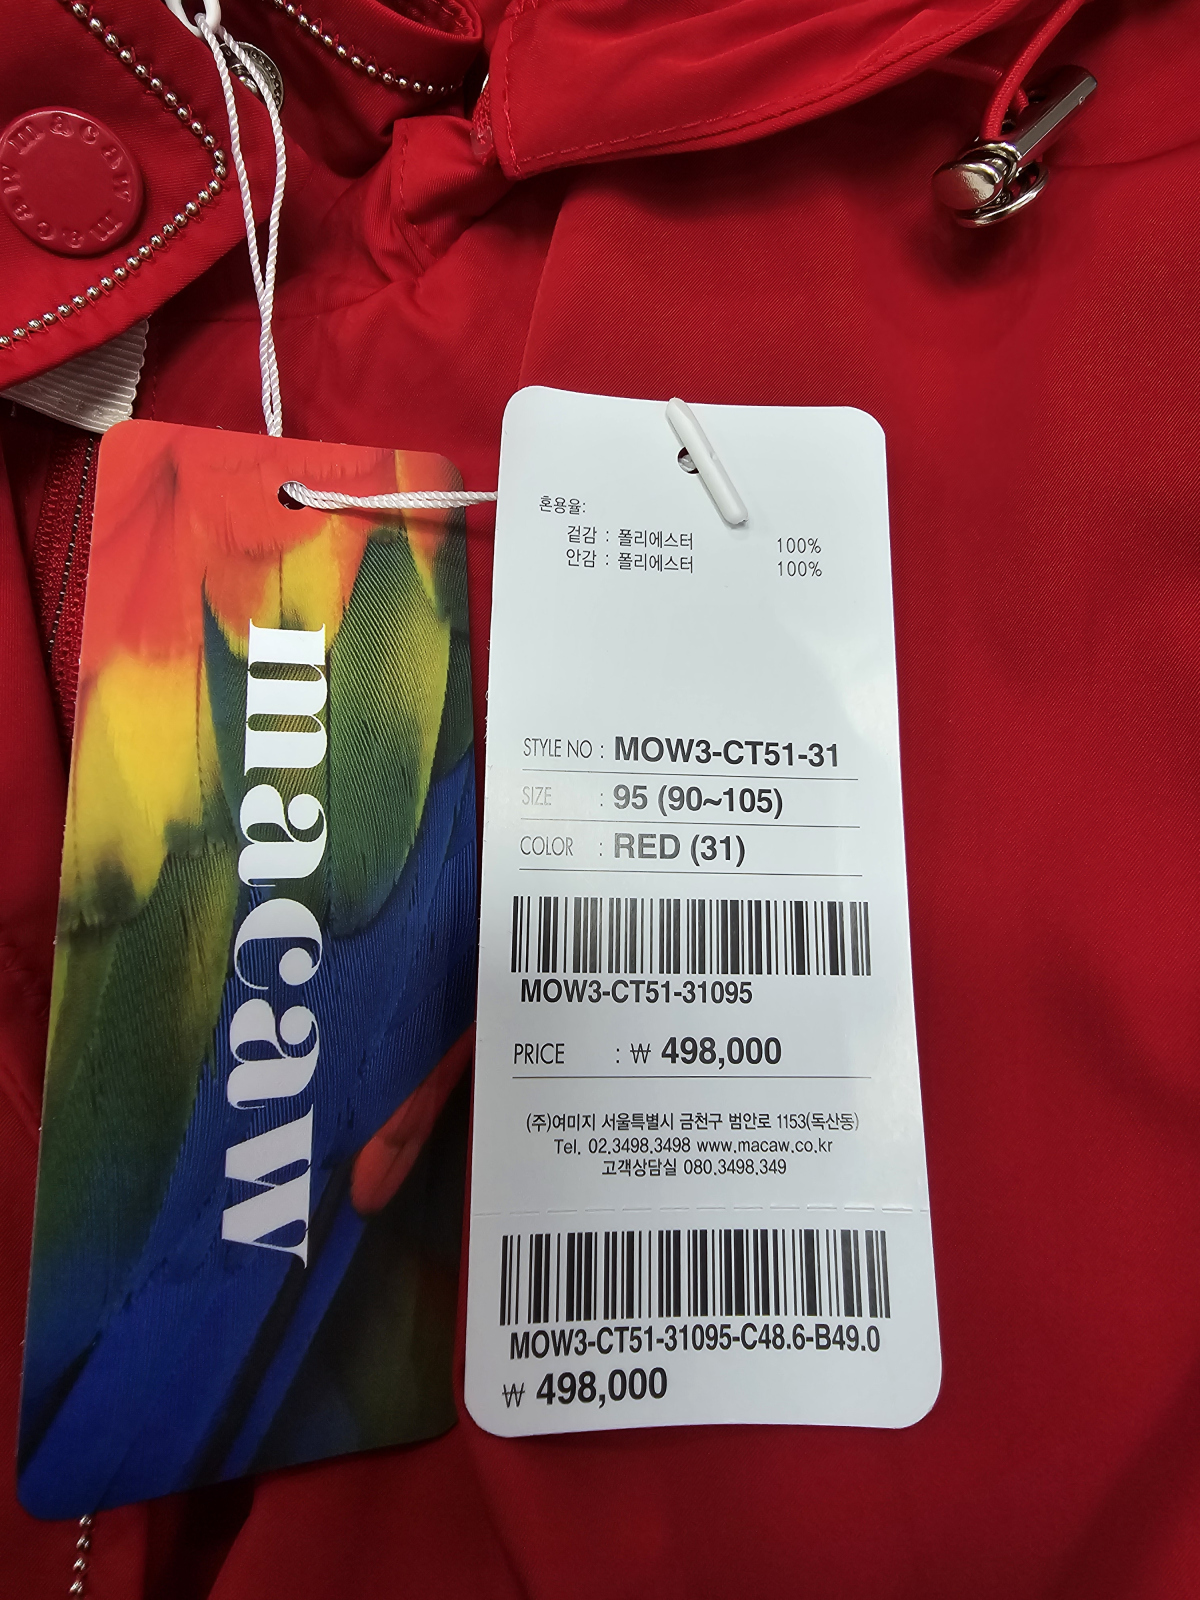 macaw macaw
macaw
혼용율:
겉감 : 폴리에스터 100%
안감 : 폴리에스터 100%
STYLE NO : MOW3-CT51-31
SIZE : 95 (90~105)
COLOR : RED (31)
MOW3-CT51-31095
PRICE : ₩ 498,000
(주)여미지 서울특별시 금천구 범안로 1153(독산동)
Tel. 02.3498.3498 www.macaw.co.kr
고객상담실 080.3498.349
MOW3-CT51-31095-C48.6-B49.0
₩ 498,000